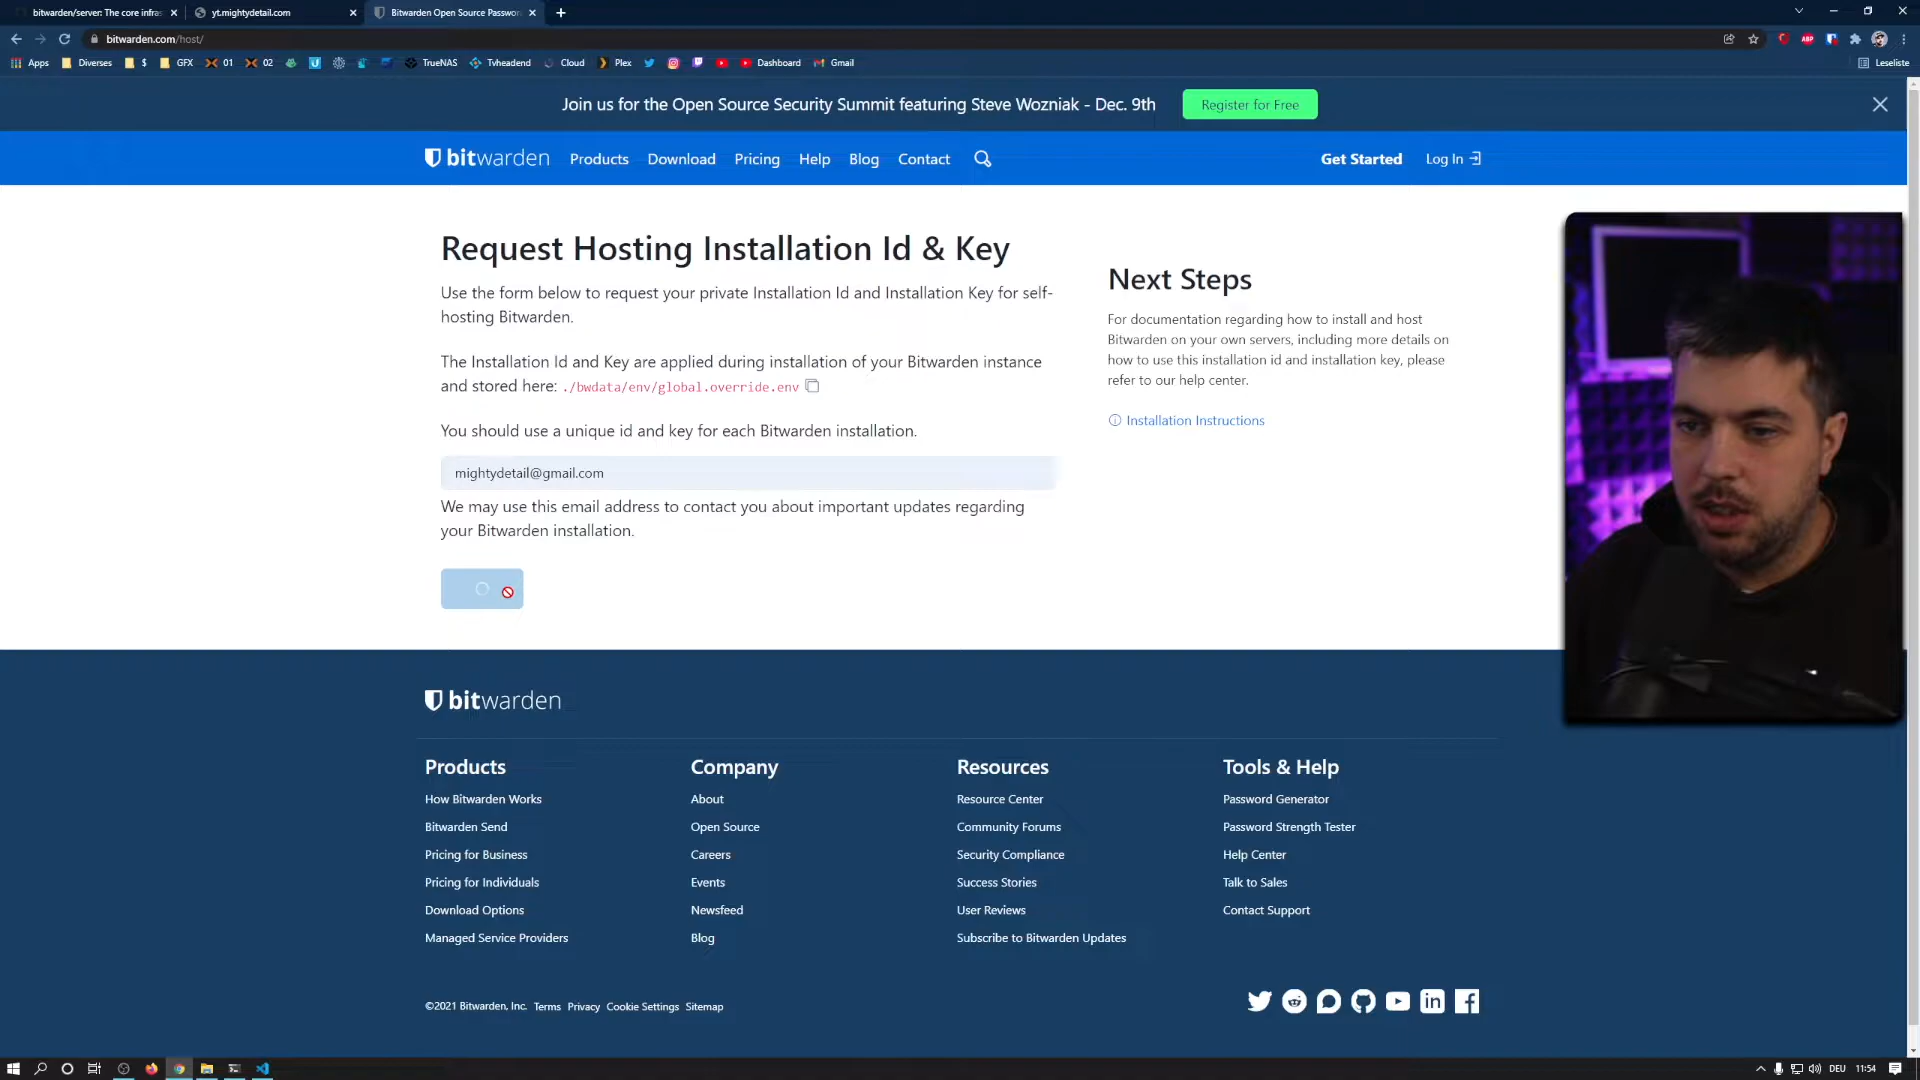 bitwarden/server: The core infras
yt.mightydetail.com
Bitwarden Open Source Passwor
bitwarden.com/host/
Apps
Diverses
$
GFX
01
02
TrueNAS
Tvheadend
Cloud
Plex
Dashboard
Gmail
Leseliste
Join us for the Open Source Security Summit featuring Steve Wozniak - Dec. 9th
Register for Free
bitwarden
Products
Download
Pricing
Help
Blog
Contact
Get Started
Log In
Request Hosting Installation Id & Key
Use the form below to request your private Installation Id and Installation Key for self-
hosting Bitwarden.
The Installation Id and Key are applied during installation of your Bitwarden instance
and stored here: ./bwdata/env/global.override.env
You should use a unique id and key for each Bitwarden installation.
mightydetail@gmail.com
We may use this email address to contact you about important updates regarding
your Bitwarden installation.
Next Steps
For documentation regarding how to install and host
Bitwarden on your own servers, including more details on
how to use this installation id and installation key, please
refer to our help center.
Installation Instructions
bitwarden
Products
How Bitwarden Works
Bitwarden Send
Pricing for Business
Pricing for Individuals
Download Options
Managed Service Providers
Company
About
Open Source
Careers
Events
Newsfeed
Blog
Resources
Resource Center
Community Forums
Security Compliance
Success Stories
User Reviews
Subscribe to Bitwarden Updates
Tools & Help
Password Generator
Password Strength Tester
Help Center
Talk to Sales
Contact Support
©2021 Bitwarden, Inc.
Terms
Privacy
Cookie Settings
Sitemap
DEU
11:54